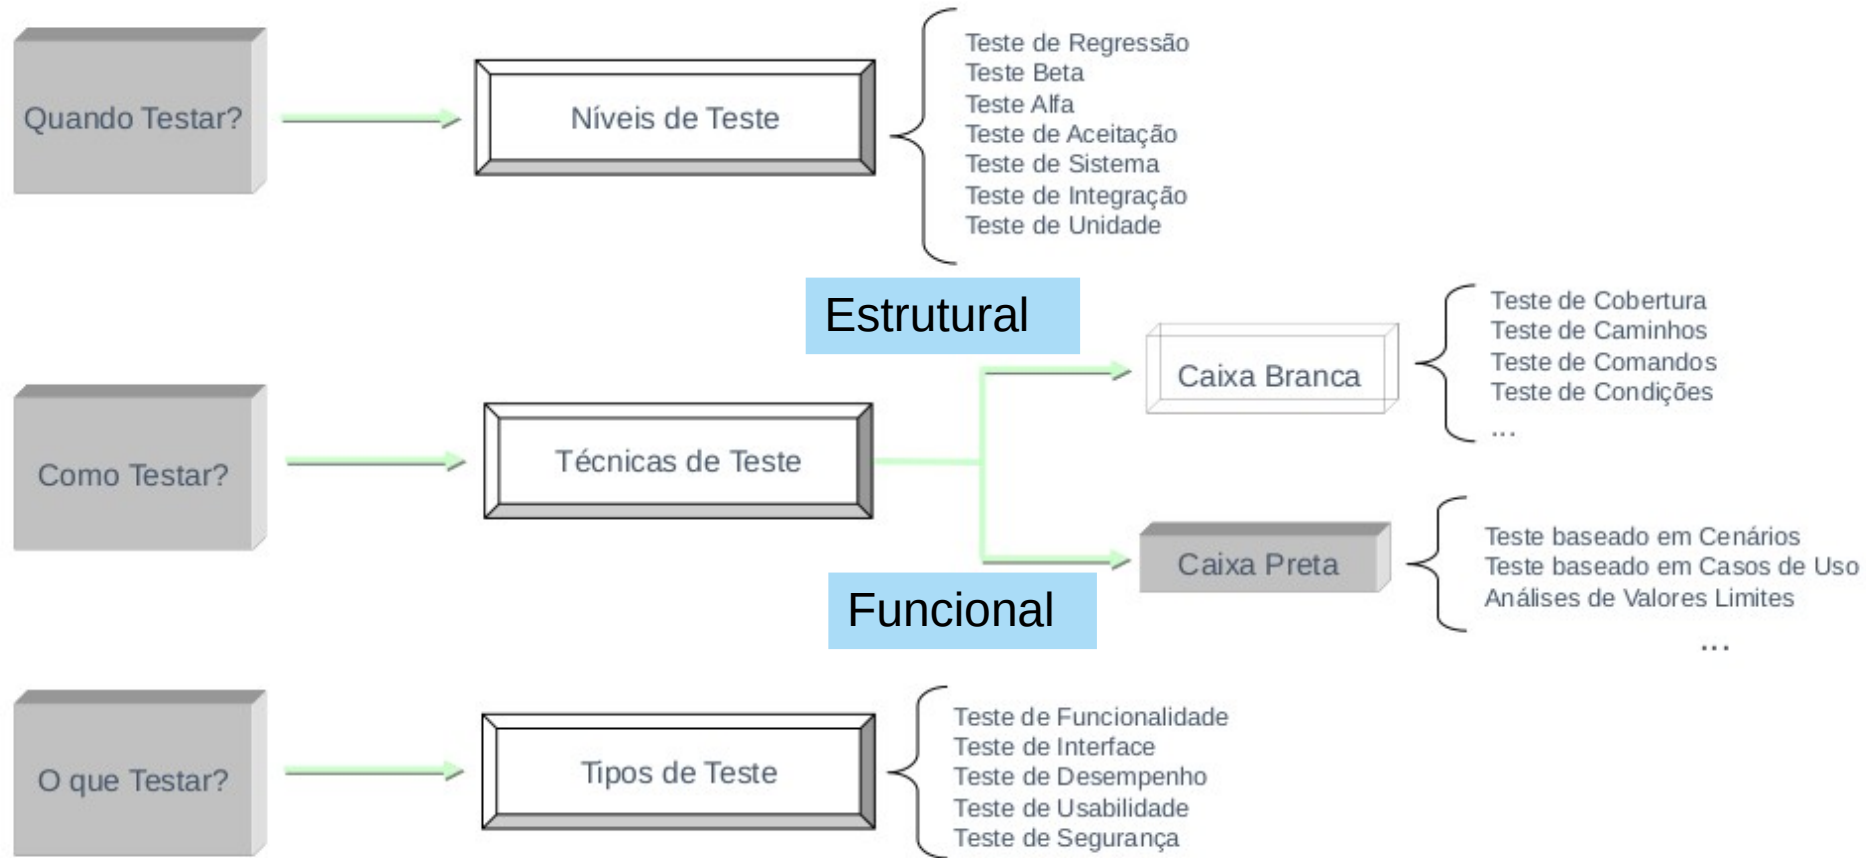 Quando Testar?
Níveis de Teste
Teste de Regressão
Teste Beta
Teste Alfa
Teste de Aceitação
Teste de Sistema
Teste de Integração
Teste de Unidade
Como Testar?
Técnicas de Teste
Estrutural
Caixa Branca
Teste de Cobertura
Teste de Caminhos
Teste de Comandos
Teste de Condições
...
Funcional
Caixa Preta
Teste baseado em Cenários
Teste baseado em Casos de Uso
Análises de Valores Limites
...
O que Testar?
Tipos de Teste
Teste de Funcionalidade
Teste de Interface
Teste de Desempenho
Teste de Usabilidade
Teste de Segurança